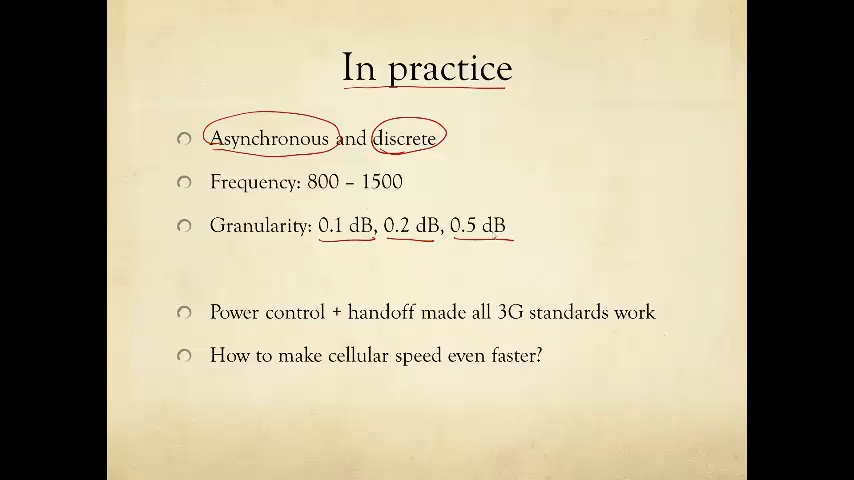 In practice
Asynchronous and discrete
Frequency: 800 – 1500
Granularity: 0.1 dB, 0.2 dB, 0.5 dB
Power control + handoff made all 3G standards work
How to make cellular speed even faster?